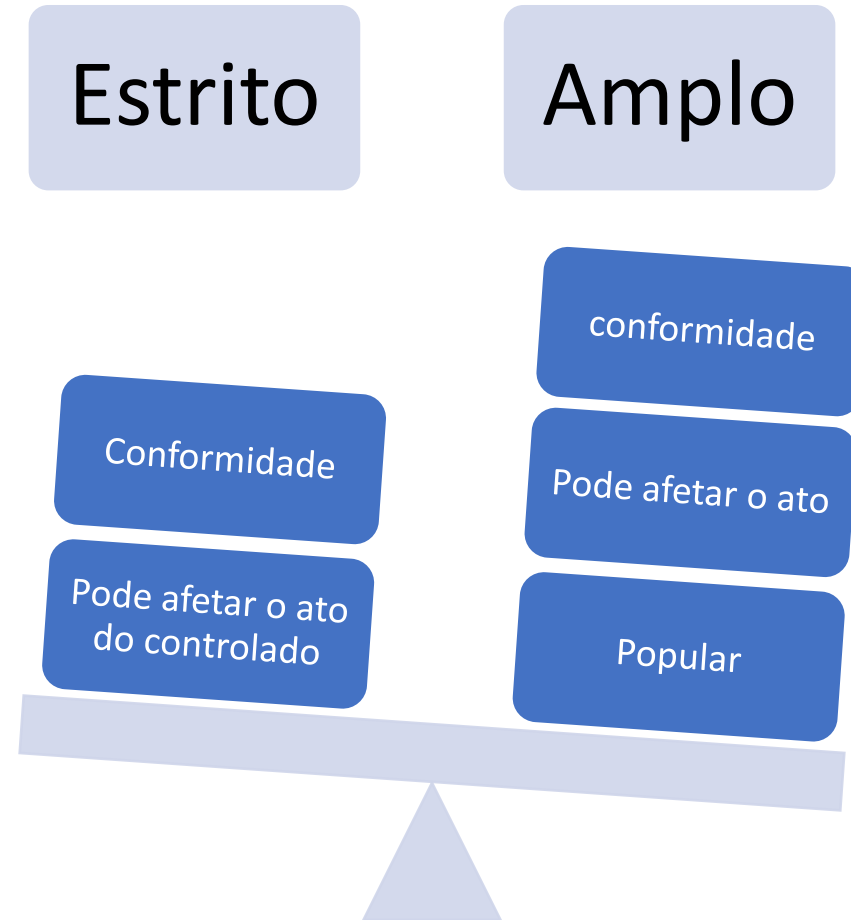 Estrito
Amplo
Conformidade
Pode afetar o ato
do controlado
conformidade
Pode afetar o ato
Popular